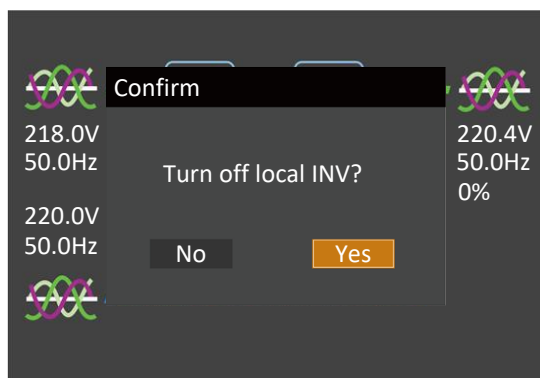 Confirm
218.0V
50.0Hz
220.0V
50.0Hz
Turn off local INV?
No
Yes
220.4V
50.0Hz
0%